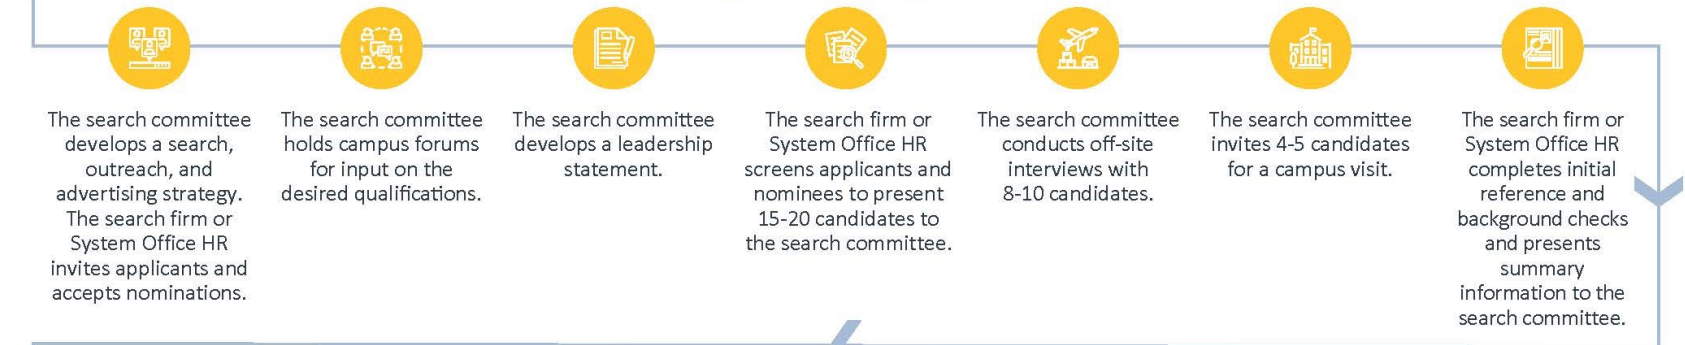 The search committee
develops a search,
outreach, and
advertising strategy.
The search firm or
System Office HR
invites applicants and
accepts nominations.
The search committee
holds campus forums
for input on the
desired qualifications.
The search committee
develops a leadership
statement.
The search firm or
System Office HR
screens applicants and
nominees to present
15-20 candidates to
the search committee.
The search committee
conducts off-site
interviews with
8-10 candidates.
The search committee
invites 4-5 candidates
for a campus visit.
The search firm or
System Office HR
completes initial
reference and
background checks
and presents
summary
information to the
search committee.